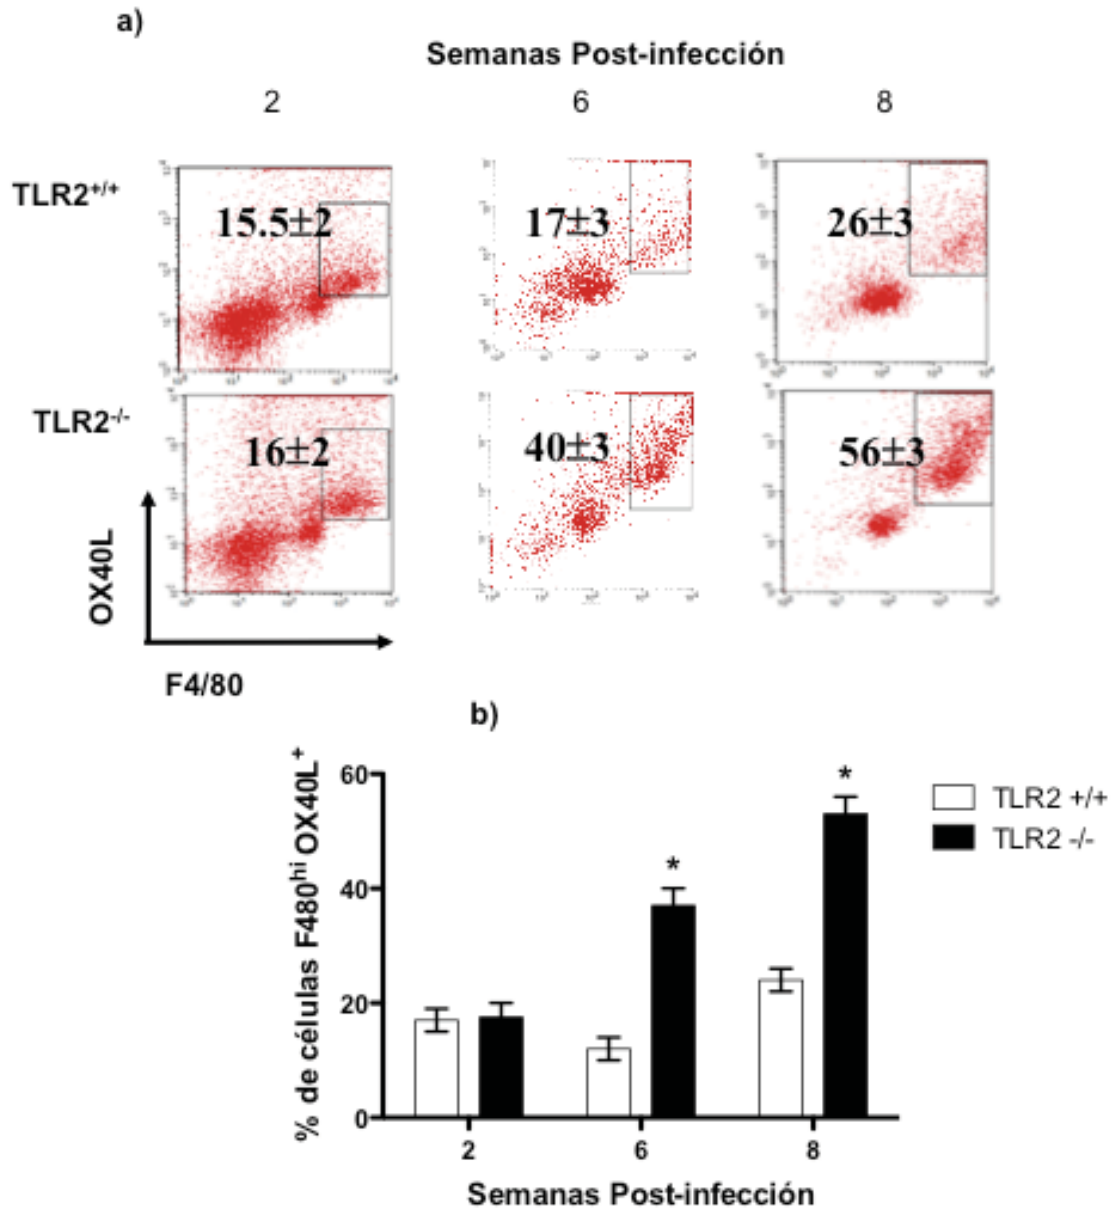 a)
Semanas Post-infección
2 6 8
TLR2+/+
15.5±2 17±3 26±3
TLR2-/-
16±2 40±3 56±3
OX40L
F4/80
b)
% de células F480hi OX40L+
60
40
20
0
* *
TLR2 +/+
TLR2 -/-
2 6 8
Semanas Post-infección